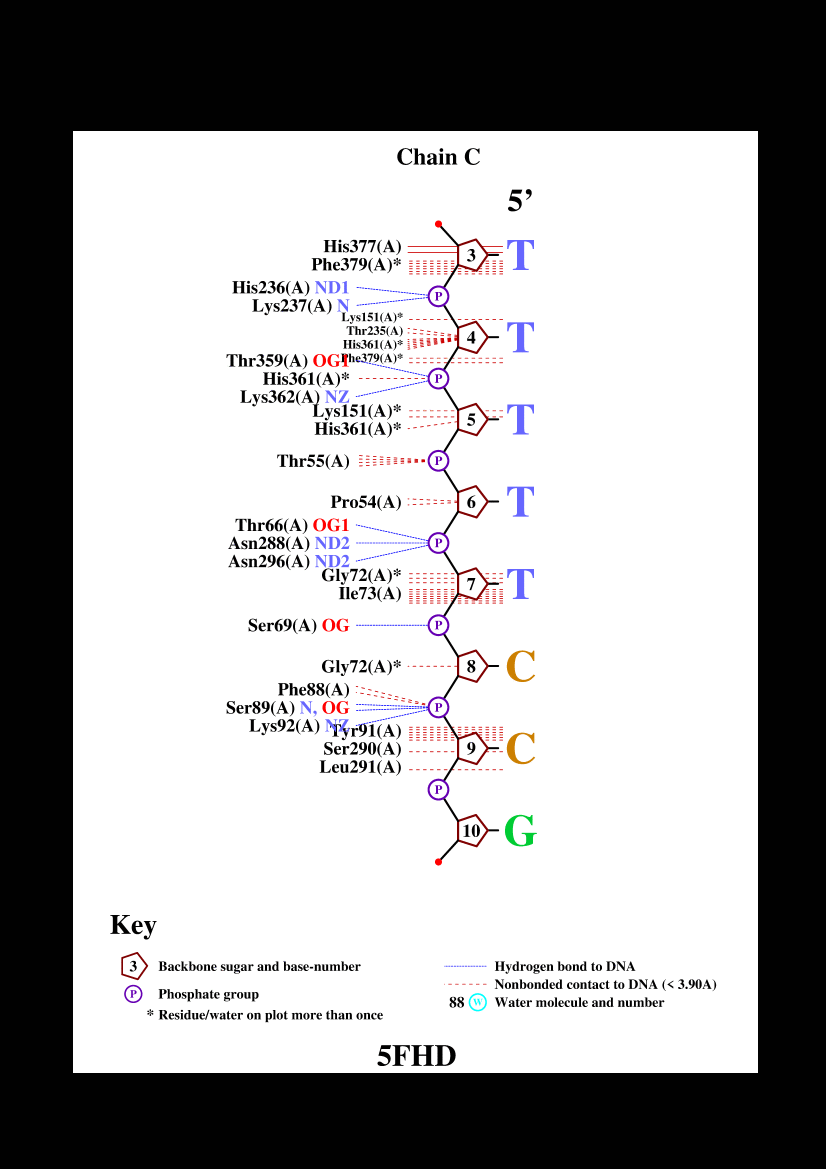 Chain C
5’
His377(A)
3
T
Phe379(A)*
His236(A) ND1
P
Lys237(A) N
Lys151(A)*
Thr235(A)
4
T
His361(A)*
Phe379(A)*
Thr359(A) OG1
His361(A)*
P
Lys362(A) NZ
Lys151(A)*
5
T
His361(A)*
Thr55(A)
P
Pro54(A)
6
T
Thr66(A) OG1
Asn288(A) ND2
P
Asn296(A) ND2
Gly72(A)*
7
T
Ile73(A)
Ser69(A) OG
P
Gly72(A)*
8
C
Phe88(A)
Ser89(A) N, OG
P
Lys92(A) NZ
Tyr91(A)
Ser290(A)
9
C
Leu291(A)
P
10
G
Key
3 Backbone sugar and base-number
P Phosphate group
* Residue/water on plot more than once
Hydrogen bond to DNA
Nonbonded contact to DNA (< 3.90A)
88 W Water molecule and number
5FHD